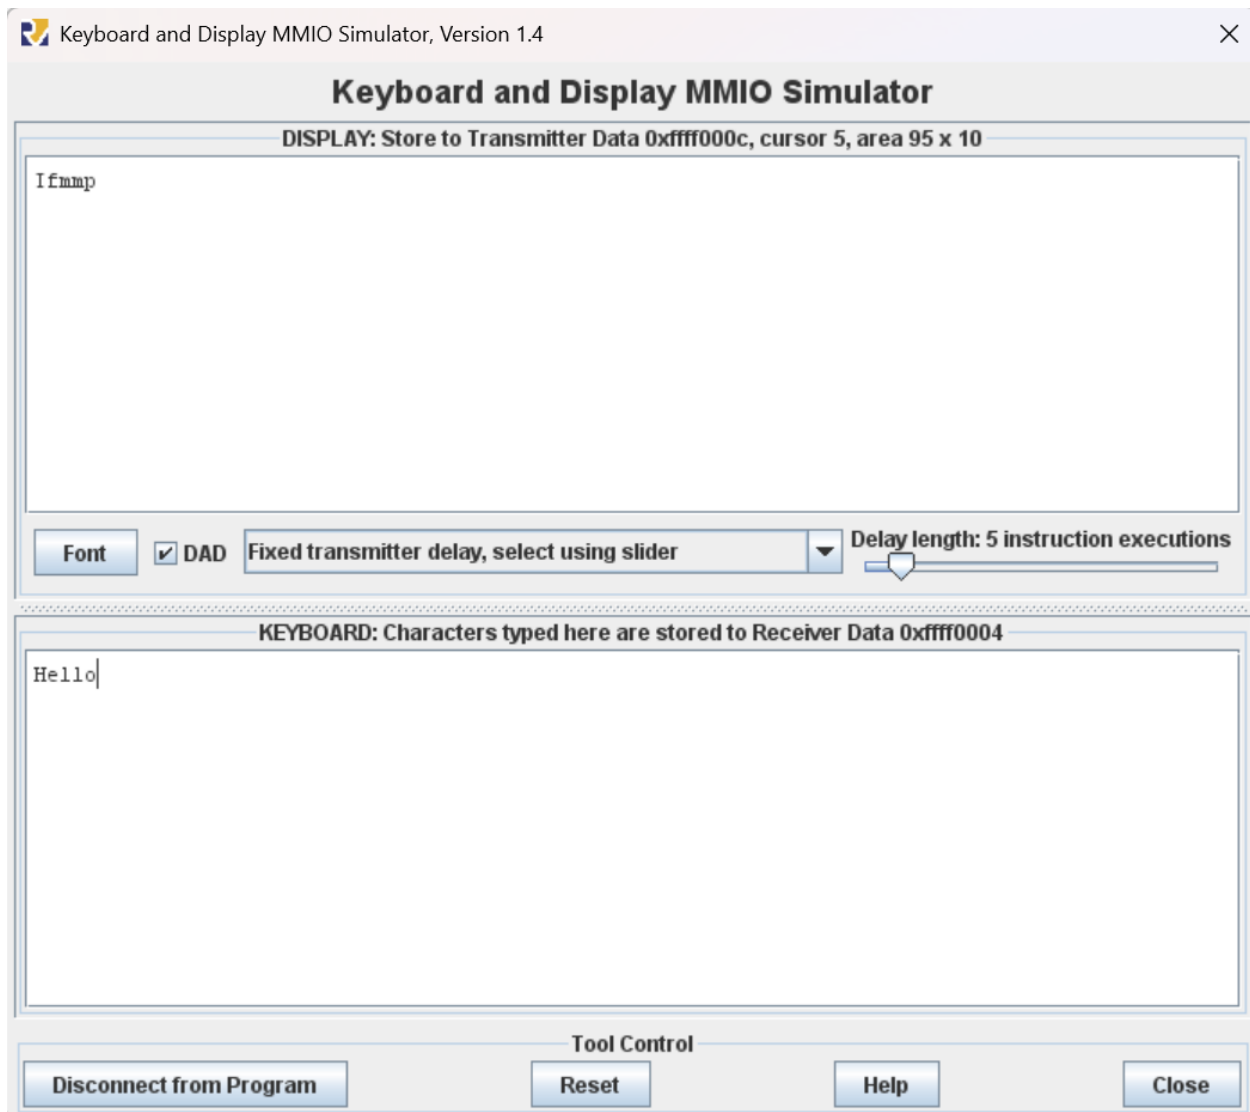 Keyboard and Display MMIO Simulator, Version 1.4
Keyboard and Display MMIO Simulator
DISPLAY: Store to Transmitter Data 0xffff000c, cursor 5, area 95 x 10
Ifmmp
Font
DAD
Fixed transmitter delay, select using slider
Delay length: 5 instruction executions
KEYBOARD: Characters typed here are stored to Receiver Data 0xffff0004
Hello
Tool Control
Disconnect from Program
Reset
Help
Close